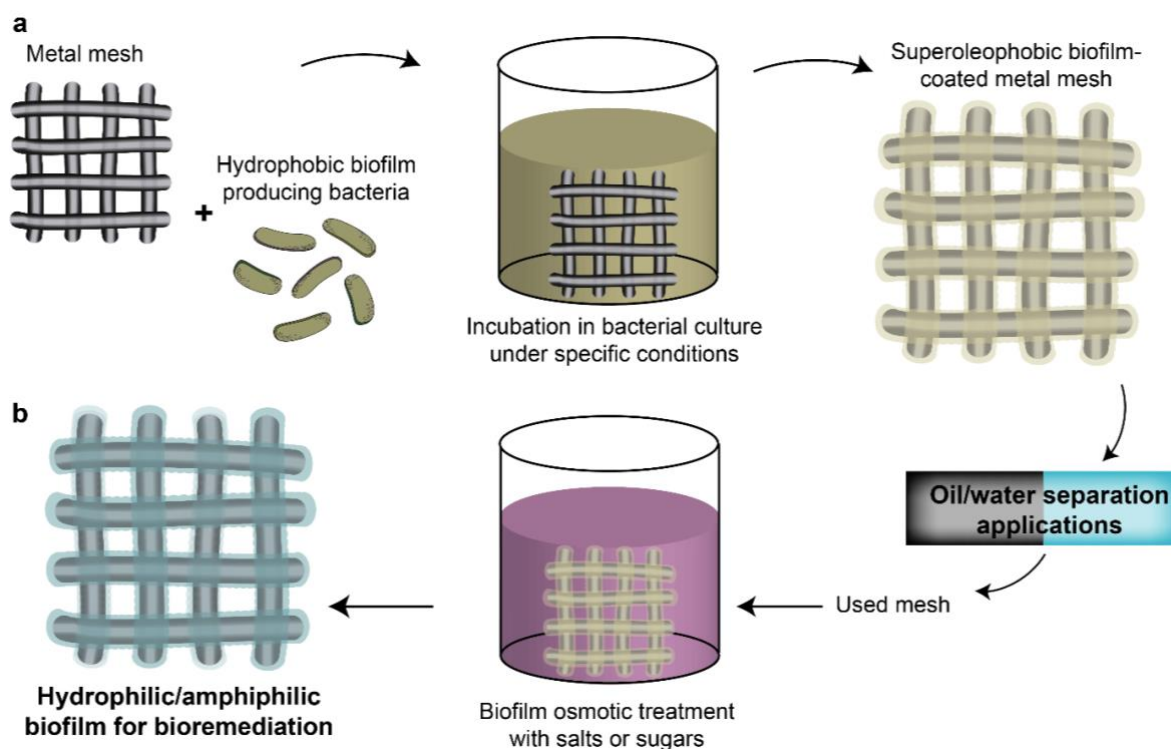 a
Metal mesh
+
Hydrophobic biofilm
producing bacteria
Incubation in bacterial culture
under specific conditions
Superoleophobic biofilm-
coated metal mesh
Oil/water separation
applications
Used mesh
Biofilm osmotic treatment
with salts or sugars
b
Hydrophilic/amphiphilic
biofilm for bioremediation